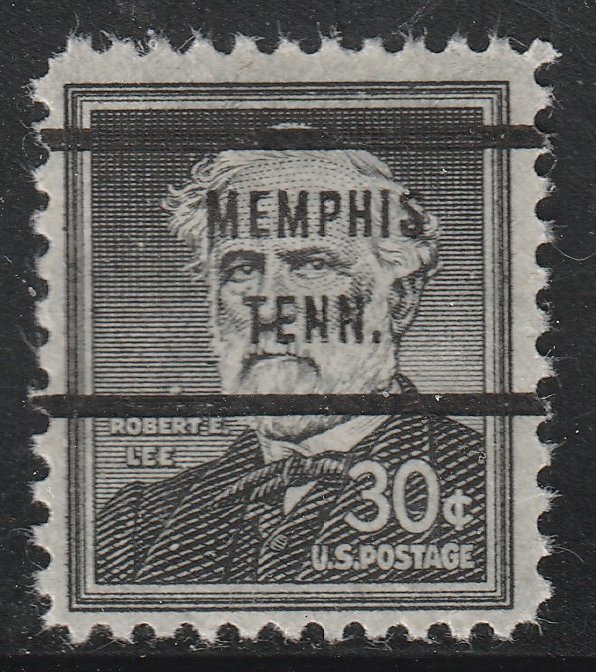 MEMPHIS
TENN.
ROBERT E.
LEE
30¢
U.S. POSTAGE